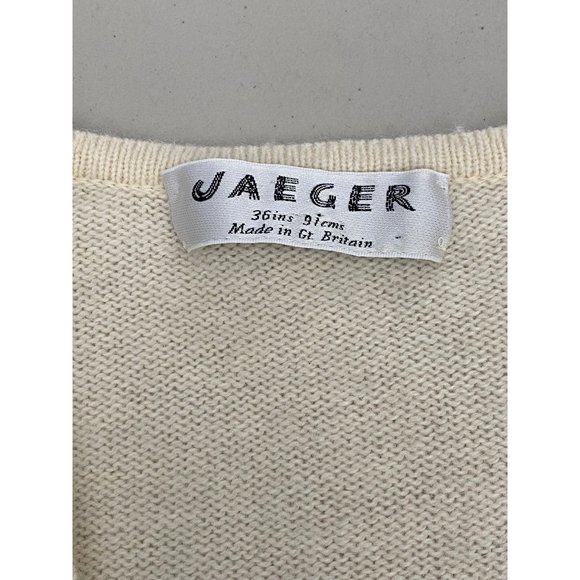 JAEGER
36ins 91cms
Made in Gt. Britain